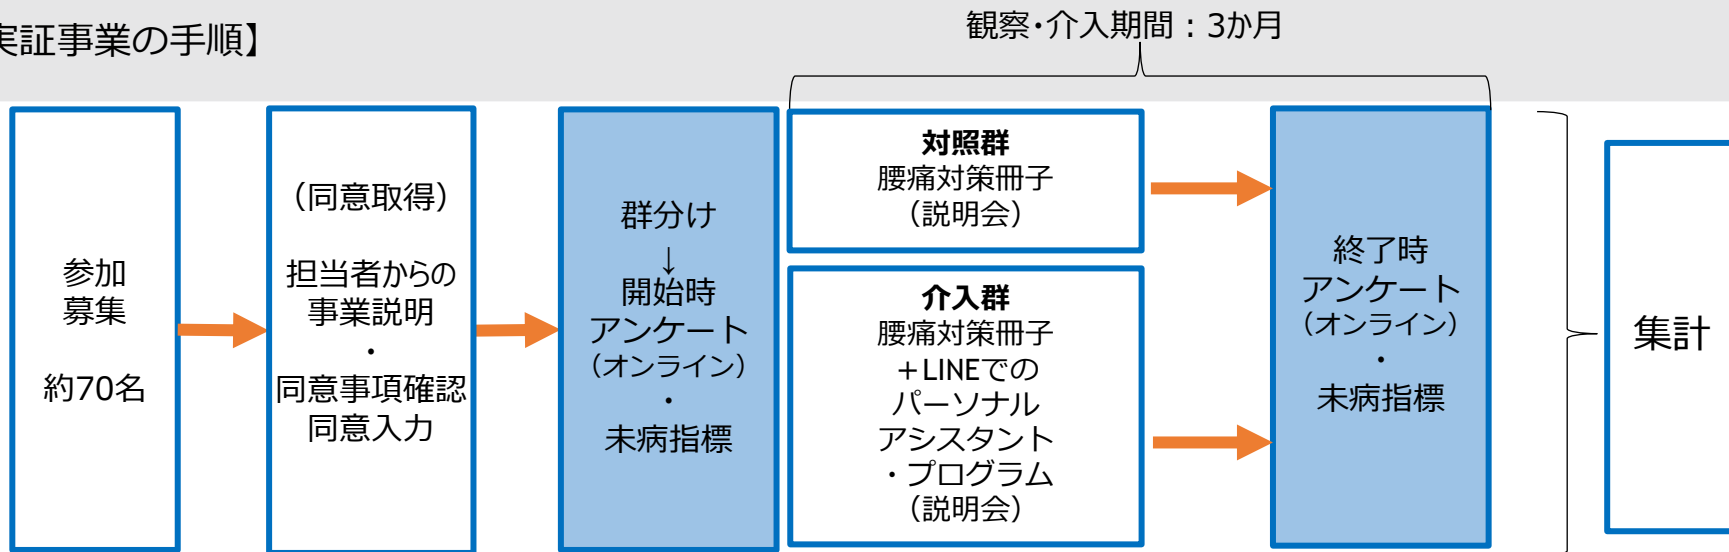 実証事業の手順】
観察・介入期間：3か月
参加
募集
約70名
（同意取得）
担当者からの
事業説明
・
同意事項確認
同意入力
群分け
↓
開始時
アンケート
（オンライン）
・
未病指標
対照群
腰痛対策冊子
（説明会）
介入群
腰痛対策冊子
＋LINEでの
パーソナル
アシスタント
・プログラム
（説明会）
終了時
アンケート
（オンライン）
・
未病指標
集計